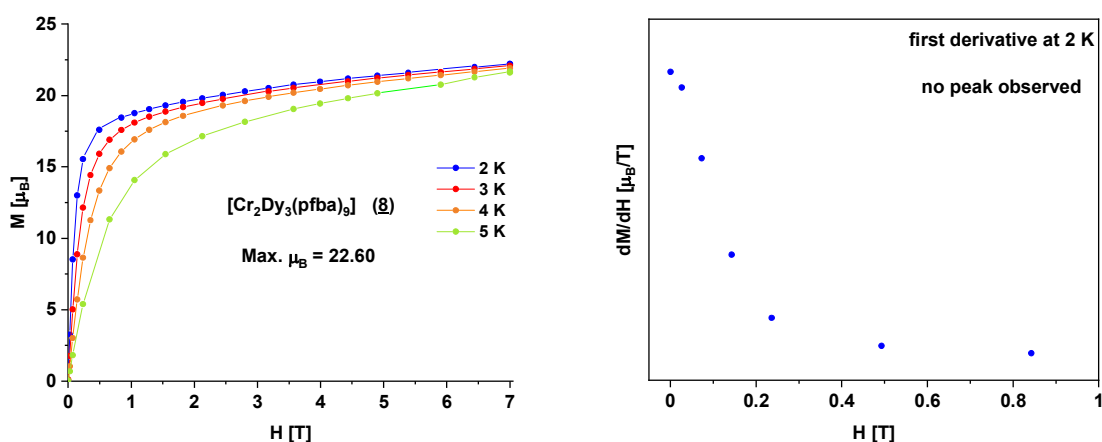 25
20
15
10
5
0
M [μB]
0 1 2 3 4 5 6 7
H [T]
[Cr2Dy3(pfba)9] (8)
Max. μB = 22.60
2 K
3 K
4 K
5 K
first derivative at 2 K
no peak observed
dM/dH [μB/T]
0 0.2 0.4 0.6 0.8 1
H [T]